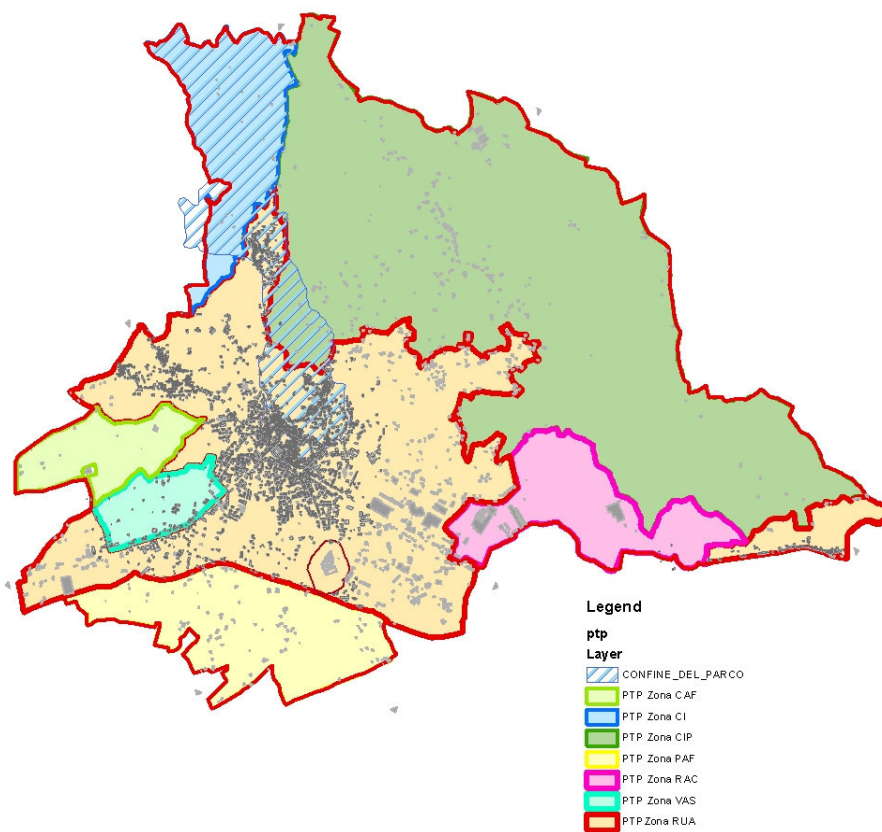 Legend
ptp
Layer
CONFINE_DEL_PARCO
PTP Zona CAF
PTP Zona CI
PTP Zona CIP
PTP Zona PAF
PTP Zona RAC
PTP Zona VAS
PTP Zona RUA